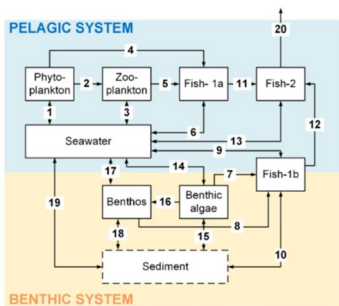 20
PELAGIC SYSTEM
4
Phyto-
plankton
2
Zoo-
plankton
5
Fish- 1a
11
Fish-2
1
3
6
13
12
Seawater
9
17
14
7
Fish-1b
19
Benthos
16
Benthic
algae
8
18
15
10
Sediment
BENTHIC SYSTEM